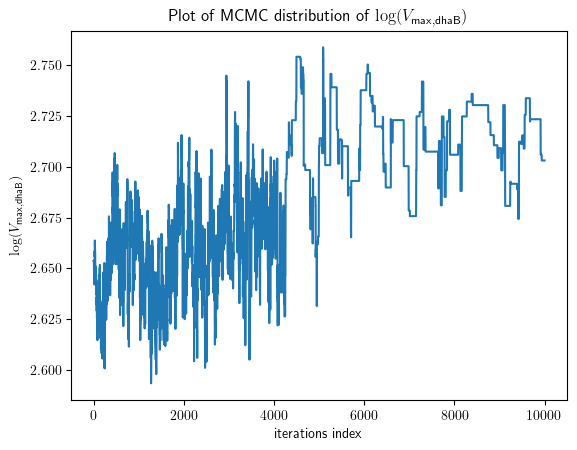 Plot of MCMC distribution of log(V_max,dhaB)
log(V_max,dhaB)
2.750
2.725
2.700
2.675
2.650
2.625
2.600
0 2000 4000 6000 8000 10000
iterations index